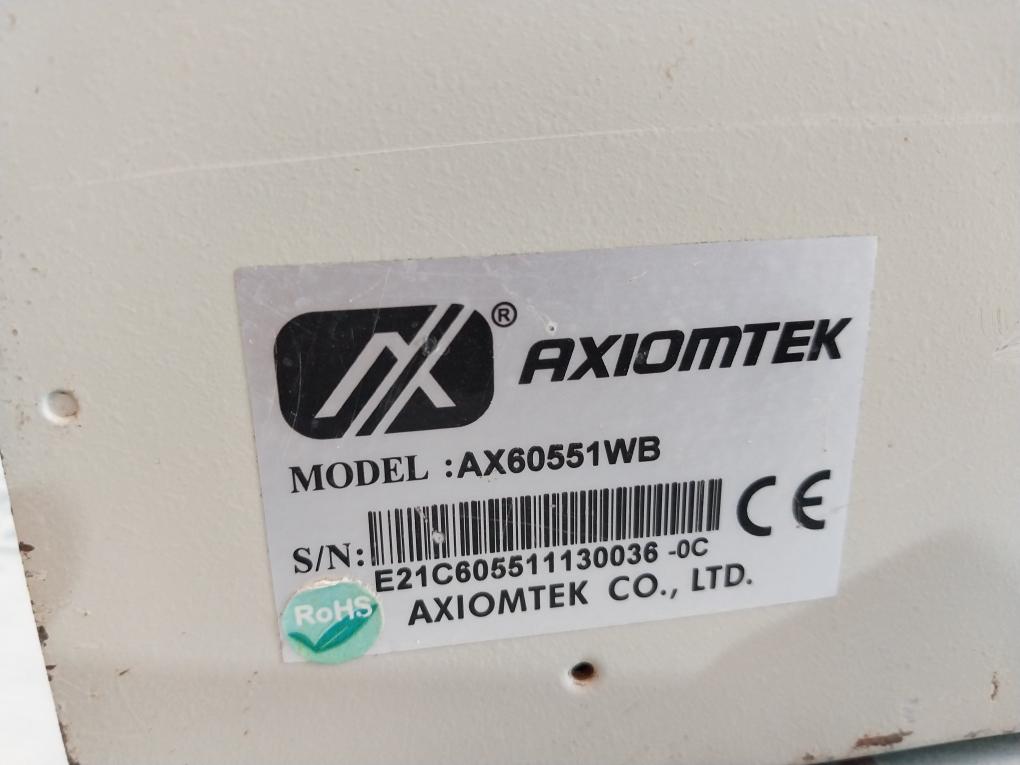 ® AXIOMTEK
MODEL :AX60551WB
S/N:
E21C605511130036 -0C
CE
AXIOMTEK CO., LTD.
RoHS